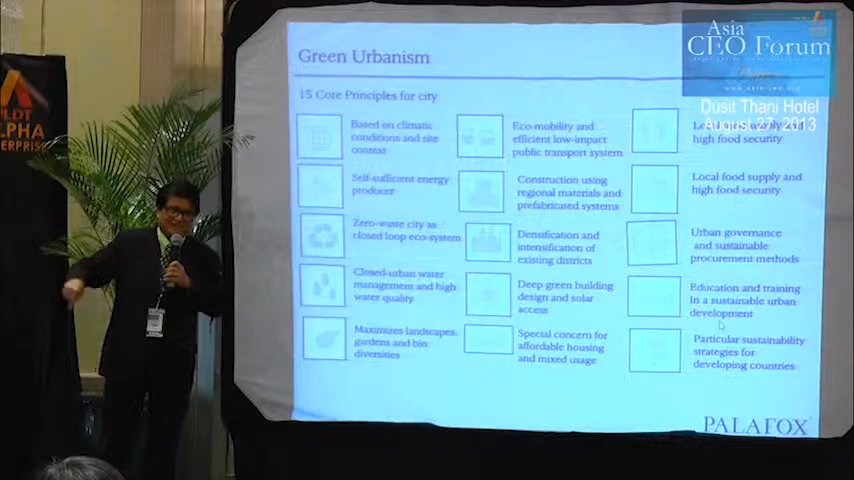 Asia
CEO Forum
Dusit Thani Hotel
August 27, 2013
LDT
LPHA
ERPRISE
Green Urbanism
15 Core Principles for city
Based on climatic
conditions and site
context
Self-sufficient energy
producer
Zero-waste city as
closed loop eco-system
Closed-urban water
management and high
water quality
Maximizes landscapes,
gardens and bio
diversities
Eco-mobility and
efficient low-impact
public transport system
Construction using
regional materials and
prefabricated systems
Densification and
intensification of
existing districts
Deep green building
design and solar
access
Special concern for
affordable housing
and mixed usage
supply
high food security
Local food supply and
high food security
Urban governance
and sustainable
procurement methods
Education and training
In a sustainable urban
development
Particular sustainability
strategies for
developing countries
PALAFOX